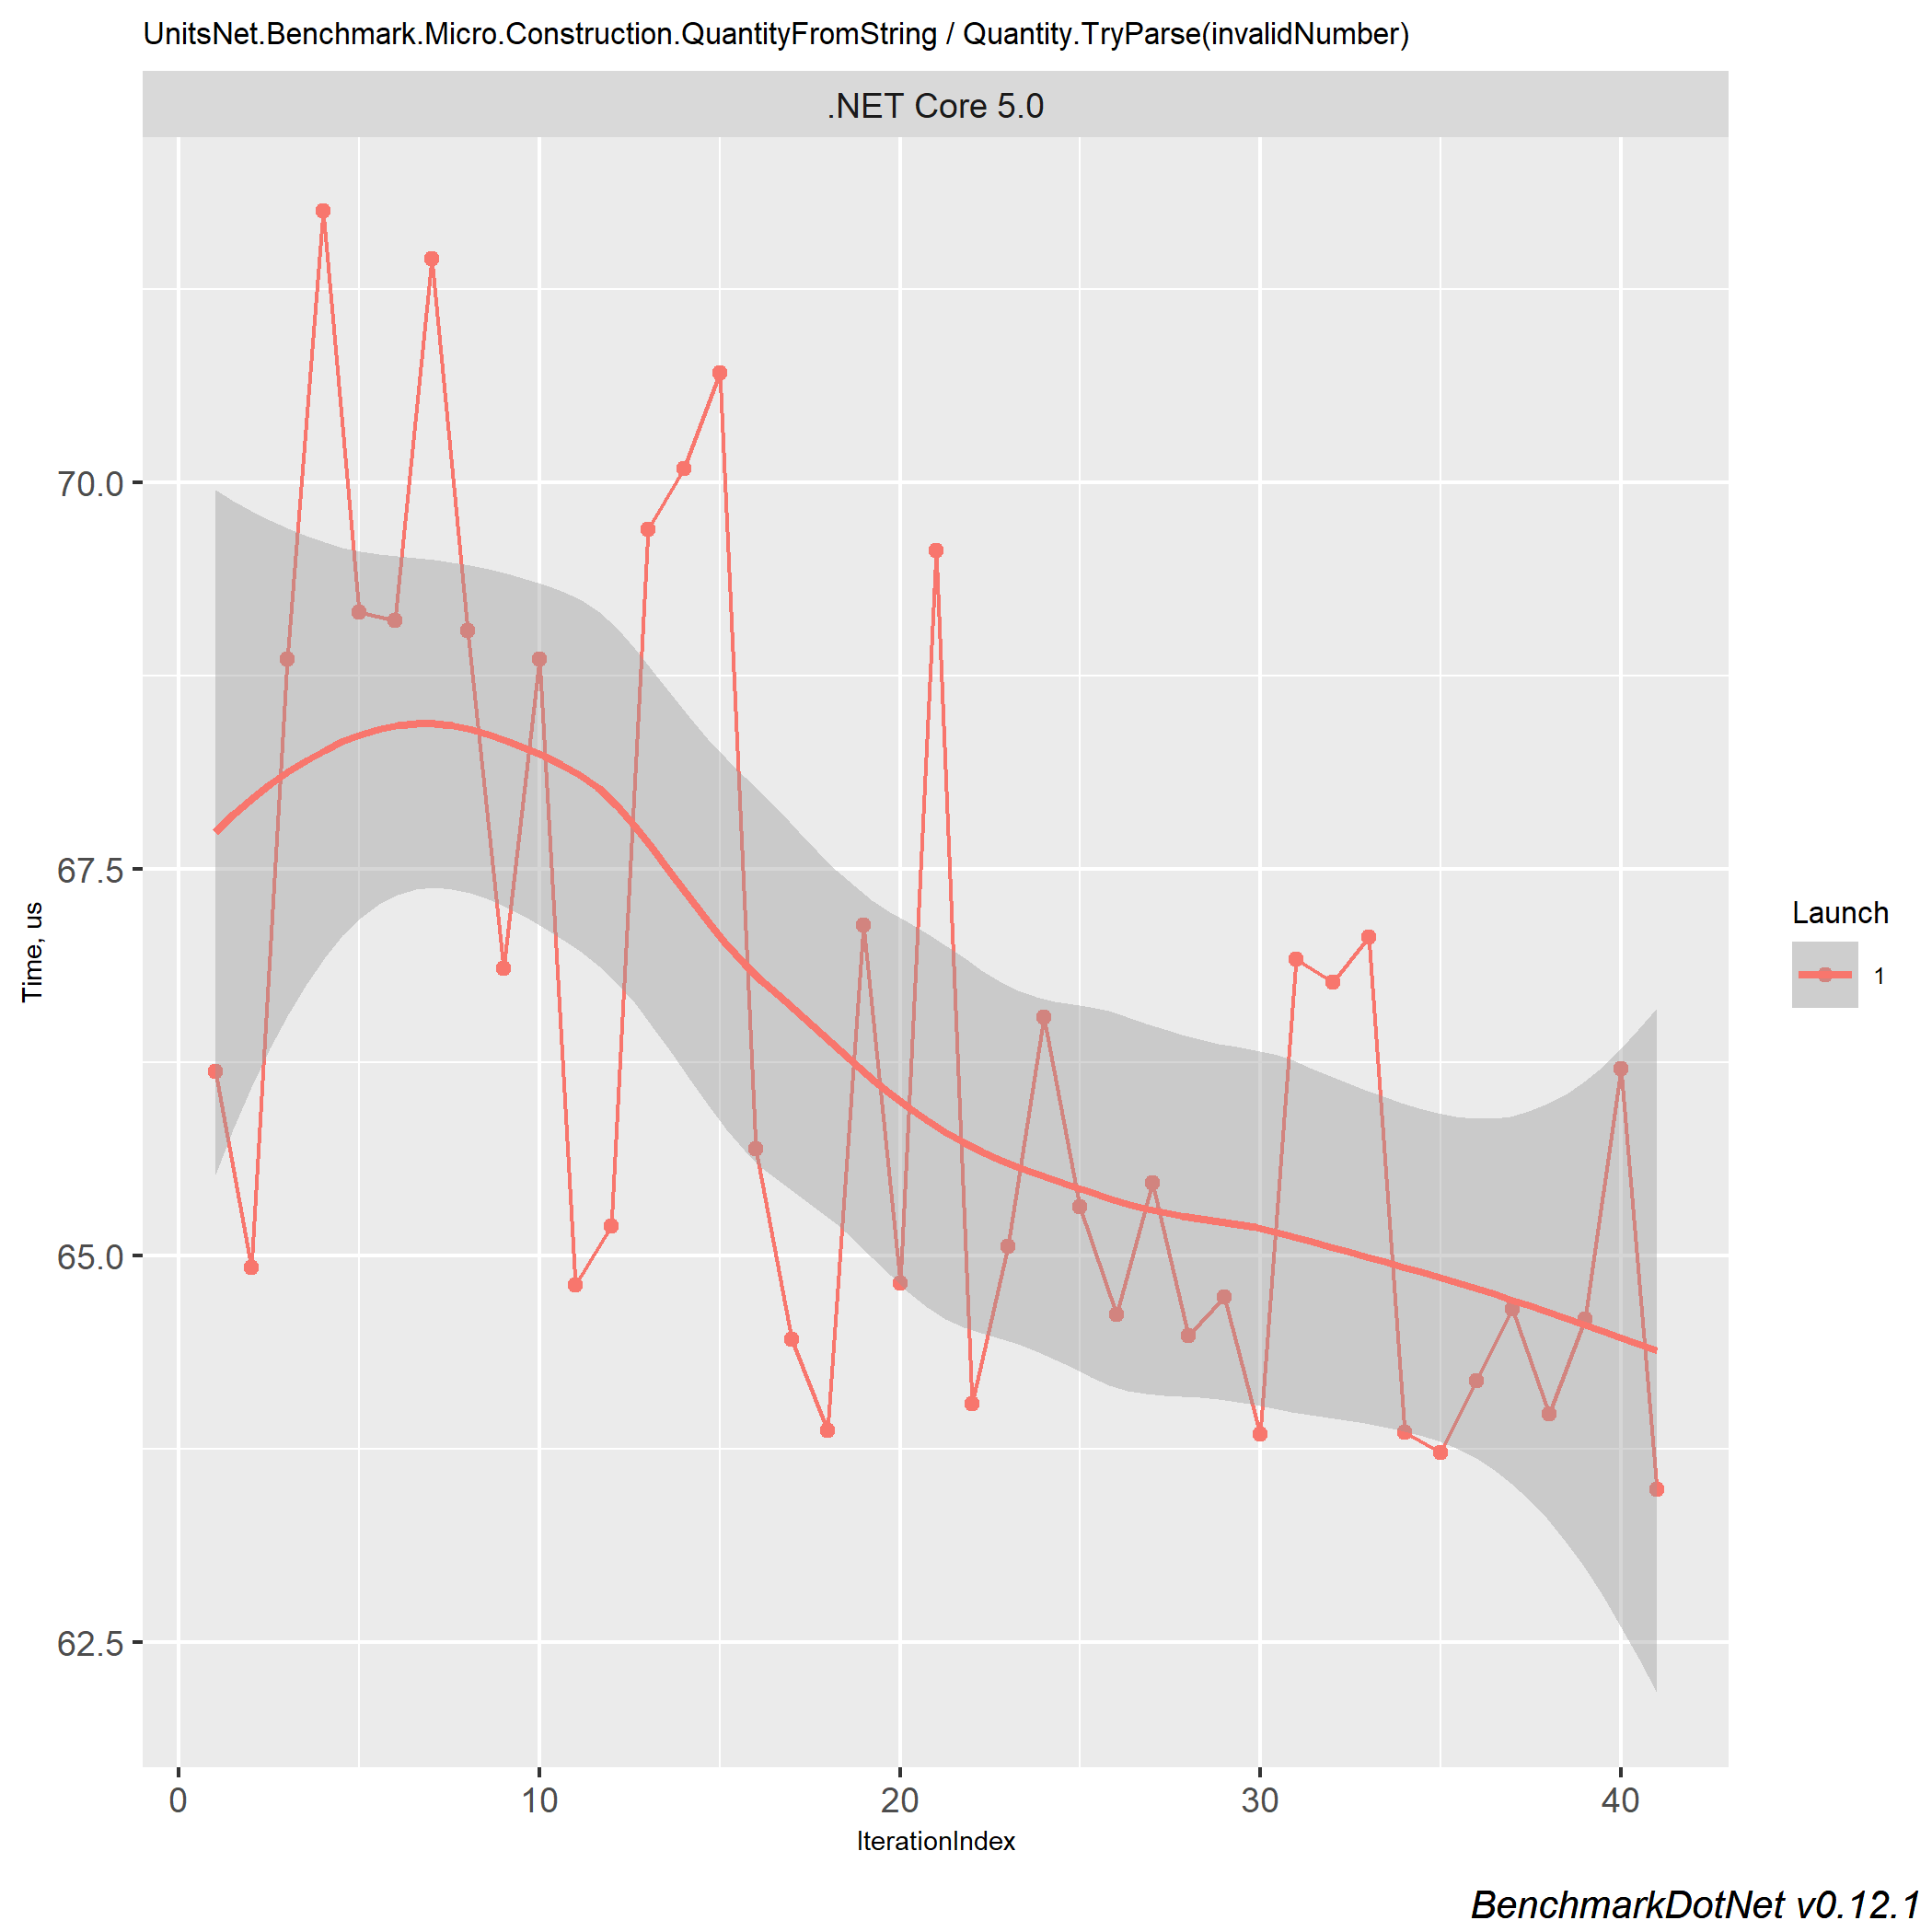 UnitsNet.Benchmark.Micro.Construction.QuantityFromString / Quantity.TryParse(invalidNumber)
.NET Core 5.0
70.0
67.5
65.0
62.5
Time, us
0 10 20 30 40
IterationIndex
Launch
1
BenchmarkDotNet v0.12.1